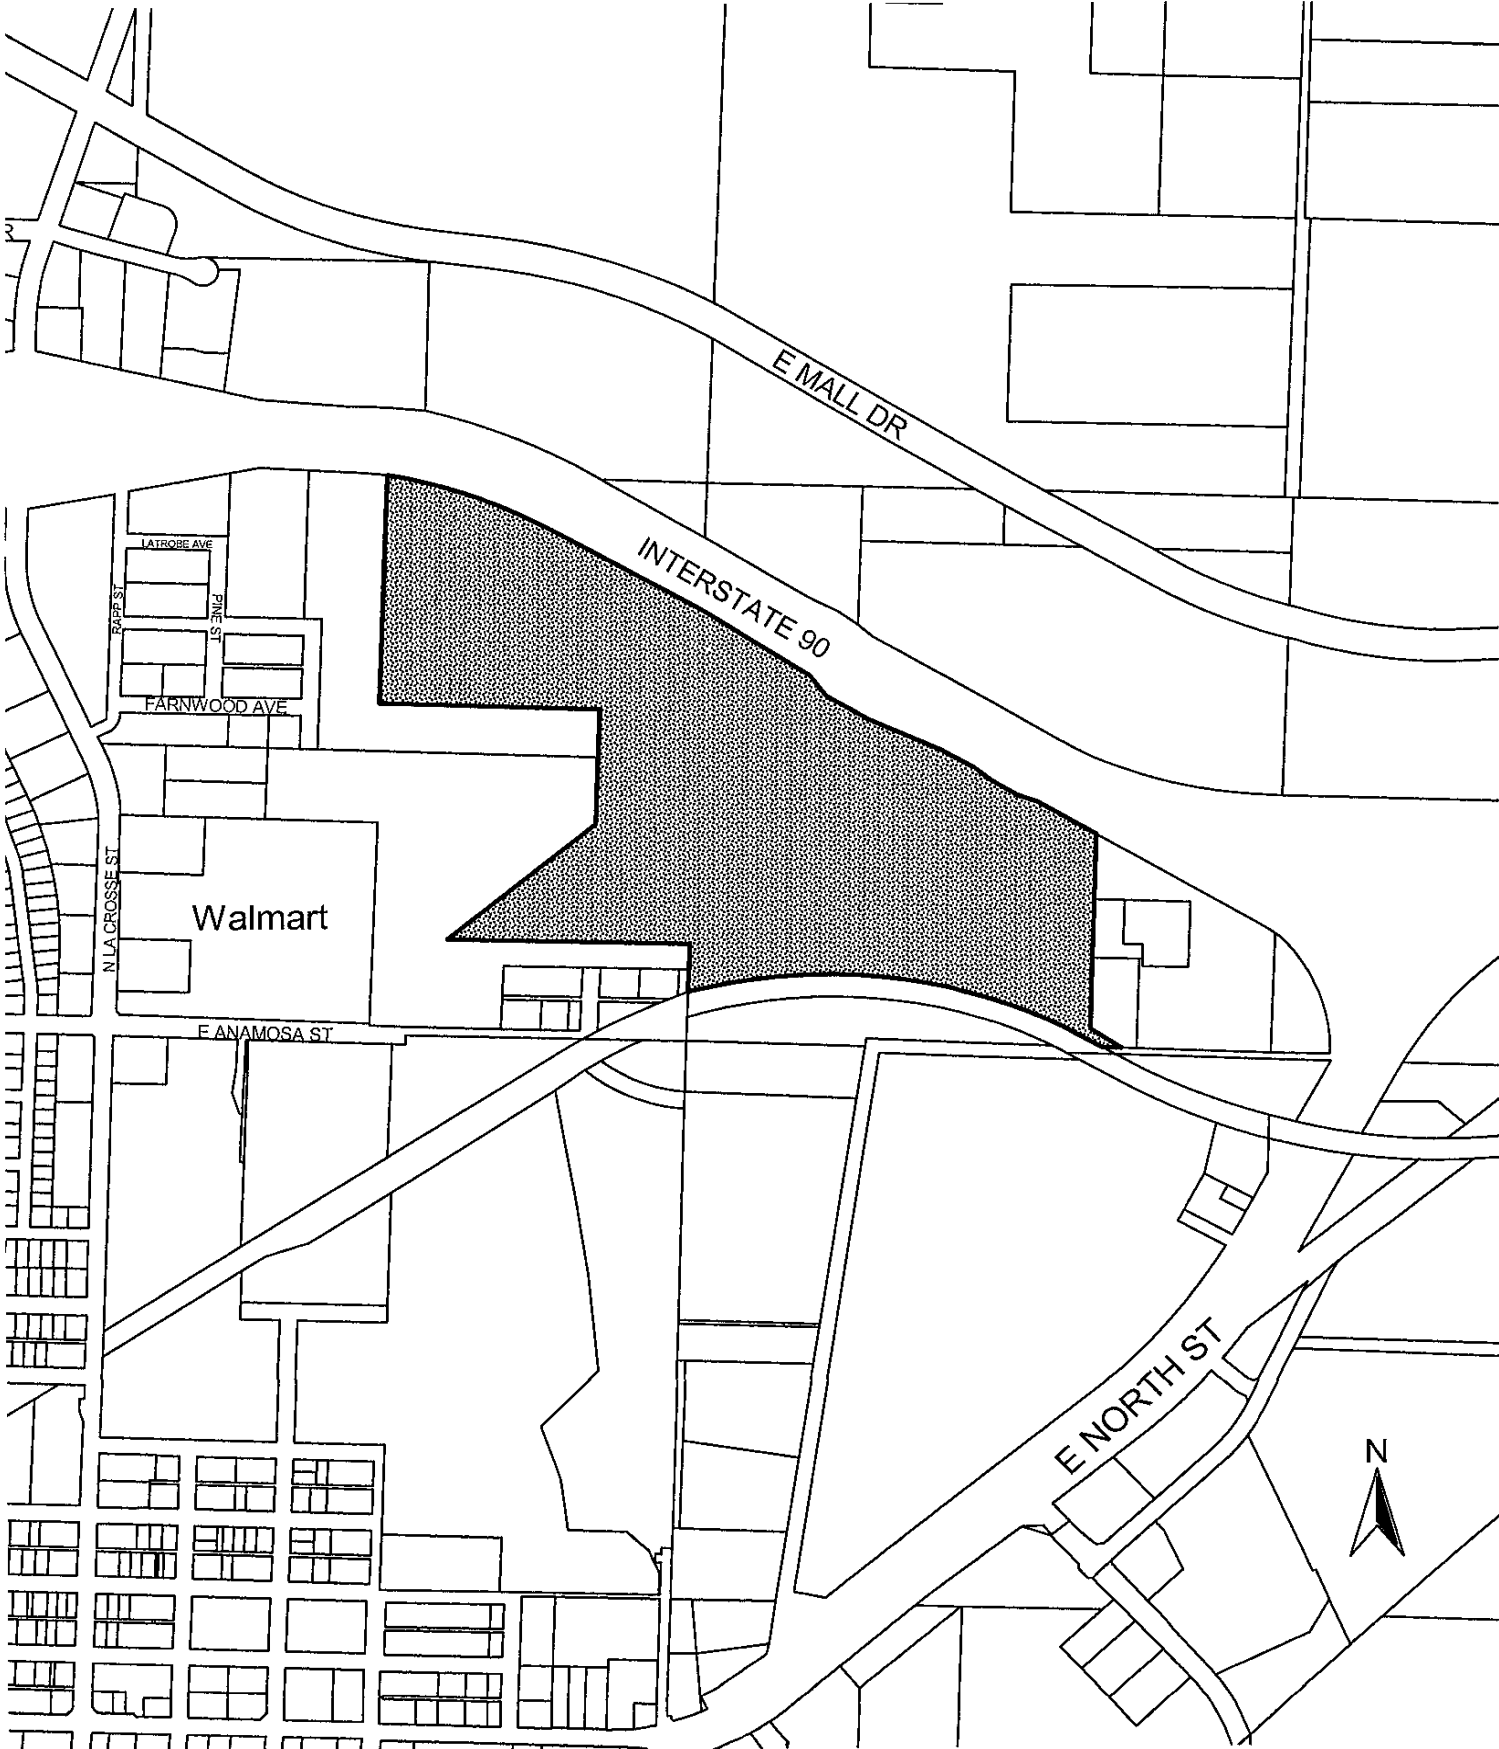 R
E MALL DR
INTERSTATE 90
LATROBE AVE
RAPP ST
PINE ST
FARNWOOD AVE
N LA CROSSE ST
Walmart
E ANAMOSA ST
E NORTH ST
N